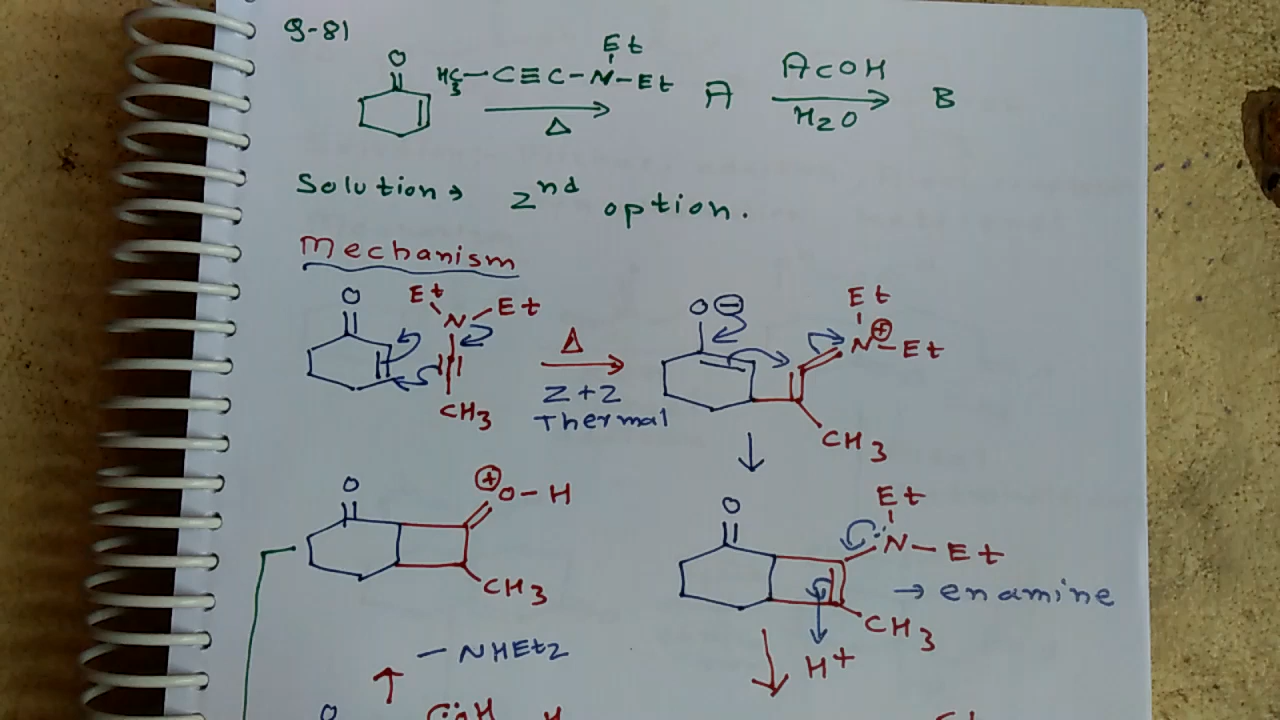 Q-81
O Et
H3C-C≡C-N-Et A AcOH B
Δ H2O
Solution → 2nd option.
Mechanism
O Et N Et Δ O⊖ Et
2+2 N⊕-Et
CH3 Thermal CH3
O ⊕O-H O Et
N-Et
CH3 → enamine
CH3
-NHEt2 H+
O H H